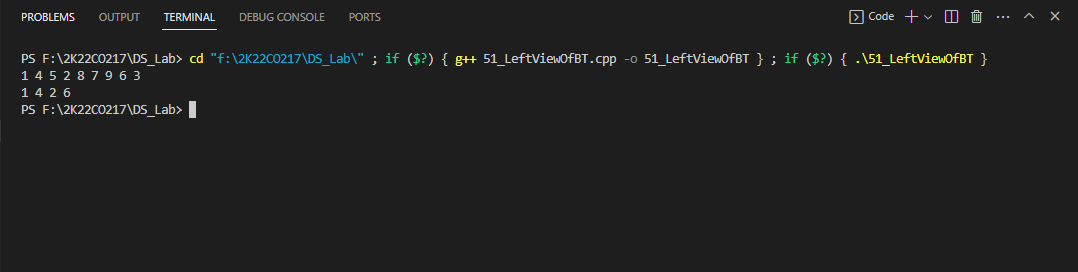 PROBLEMS OUTPUT TERMINAL DEBUG CONSOLE PORTS Code
PS F:\2K22CO217\DS_Lab> cd "f:\2K22CO217\DS_Lab\" ; if ($?) { g++ 51_LeftViewOfBT.cpp -o 51_LeftViewOfBT } ; if ($?) { .\51_LeftViewOfBT }
1 4 5 2 8 7 9 6 3
1 4 2 6
PS F:\2K22CO217\DS_Lab>